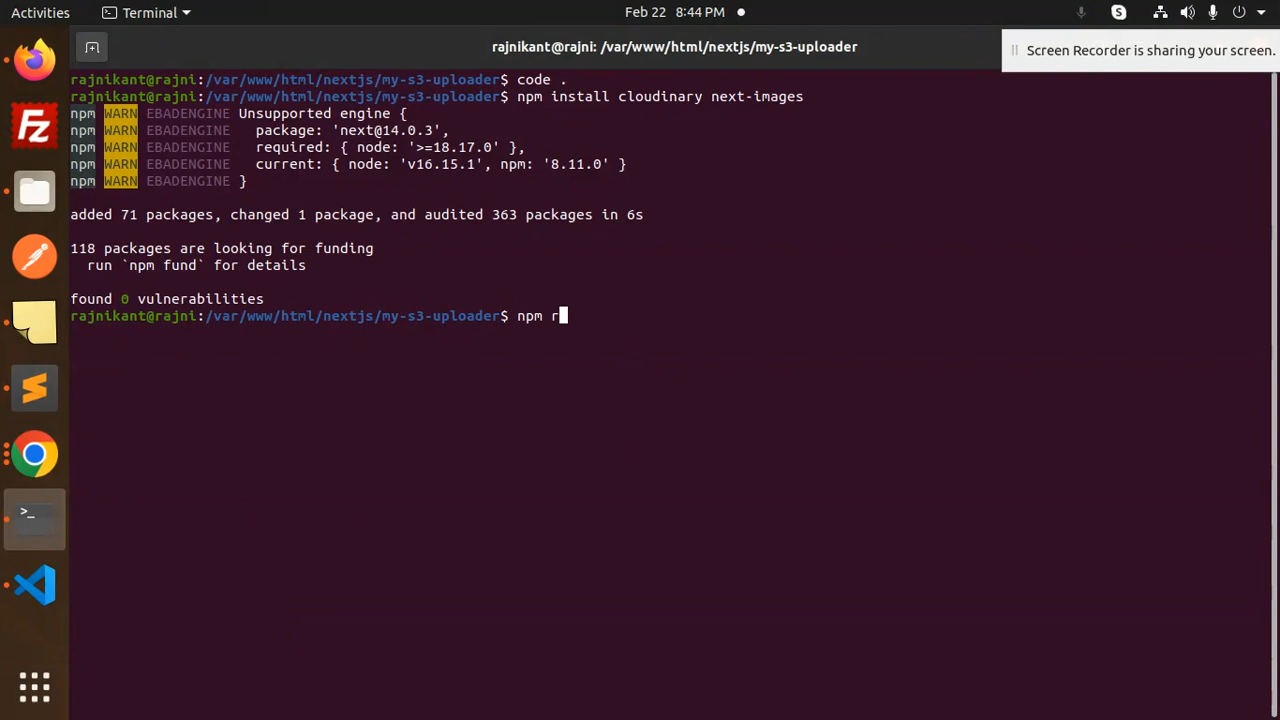 Activities Terminal Feb 22 8:44 PM
rajnikant@rajni: /var/www/html/nextjs/my-s3-uploader
Screen Recorder is sharing your screen.
rajnikant@rajni:/var/www/html/nextjs/my-s3-uploader$ code .
rajnikant@rajni:/var/www/html/nextjs/my-s3-uploader$ npm install cloudinary next-images
npm WARN EBADENGINE Unsupported engine {
npm WARN EBADENGINE   package: 'next@14.0.3',
npm WARN EBADENGINE   required: { node: '>=18.17.0' },
npm WARN EBADENGINE   current: { node: 'v16.15.1', npm: '8.11.0' }
npm WARN EBADENGINE }
added 71 packages, changed 1 package, and audited 363 packages in 6s
118 packages are looking for funding
  run `npm fund` for details
found 0 vulnerabilities
rajnikant@rajni:/var/www/html/nextjs/my-s3-uploader$ npm r